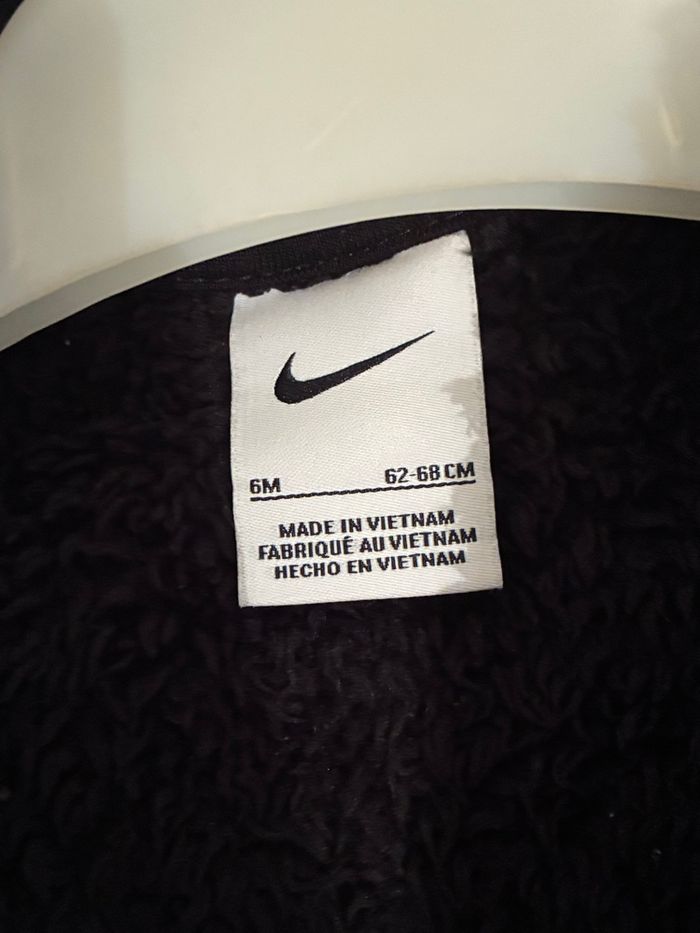 6M 62-68 CM
MADE IN VIETNAM
FABRIQUÉ AU VIETNAM
HECHO EN VIETNAM